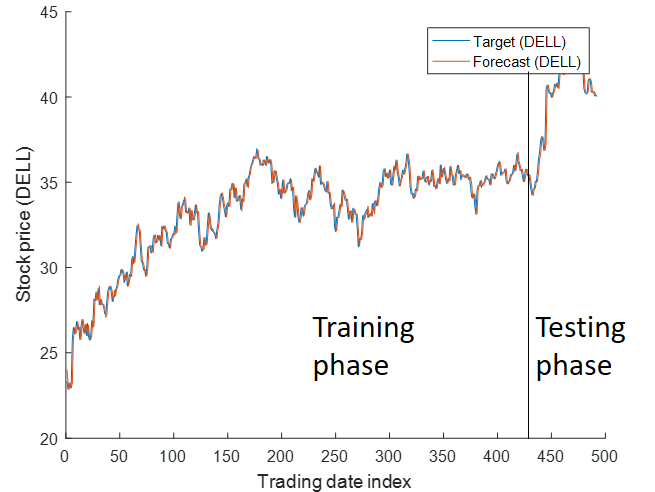 45
40
35
30
25
20
Stock price (DELL)
Target (DELL)
Forecast (DELL)
Training
phase
Testing
phase
0 50 100 150 200 250 300 350 400 450 500
Trading date index